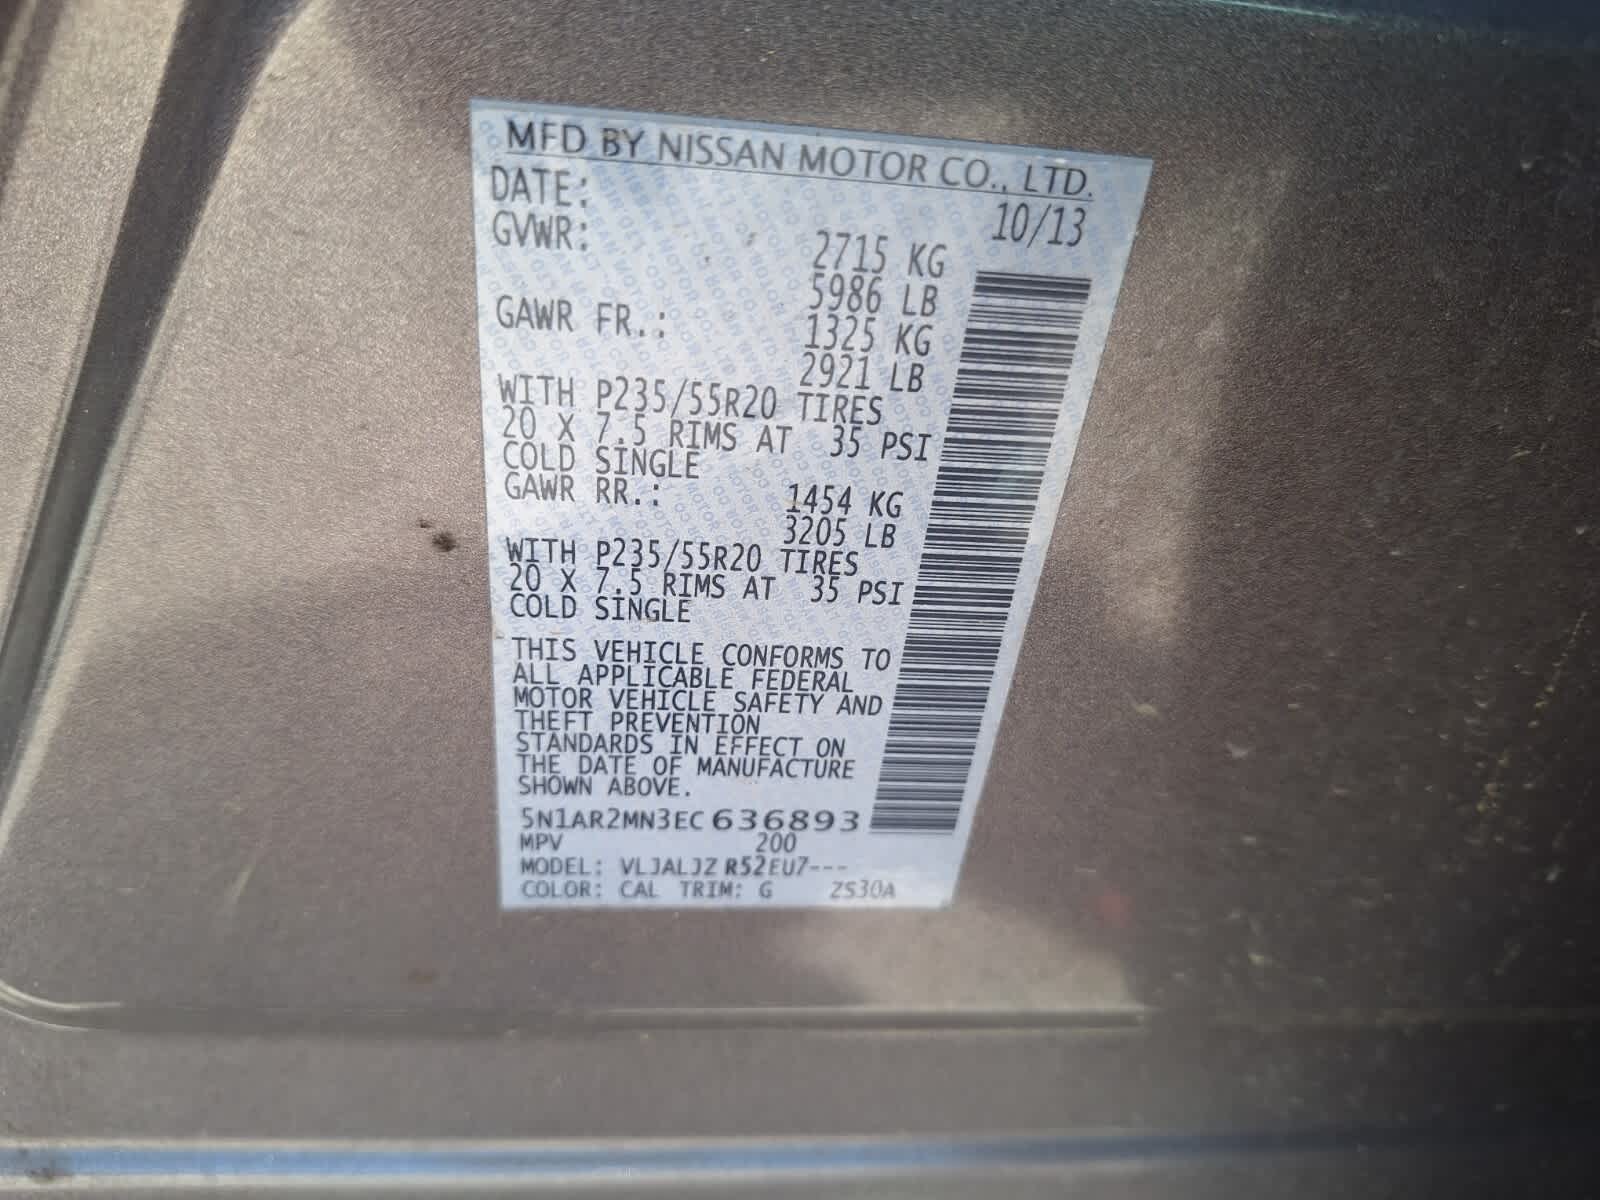 MFD BY NISSAN MOTOR CO., LTD.
DATE: 10/13
GVWR: 2715 KG
5986 LB
GAWR FR.: 1325 KG
2921 LB
WITH P235/55R20 TIRES
20 X 7.5 RIMS AT 35 PSI
COLD SINGLE
GAWR RR.: 1454 KG
3205 LB
WITH P235/55R20 TIRES
20 X 7.5 RIMS AT 35 PSI
COLD SINGLE
THIS VEHICLE CONFORMS TO
ALL APPLICABLE FEDERAL
MOTOR VEHICLE SAFETY AND
THEFT PREVENTION
STANDARDS IN EFFECT ON
THE DATE OF MANUFACTURE
SHOWN ABOVE.
5N1AR2MN3EC636893
MPV 200
MODEL: VLJALJZ R52EU7---
COLOR: CAL TRIM: G ZS30A